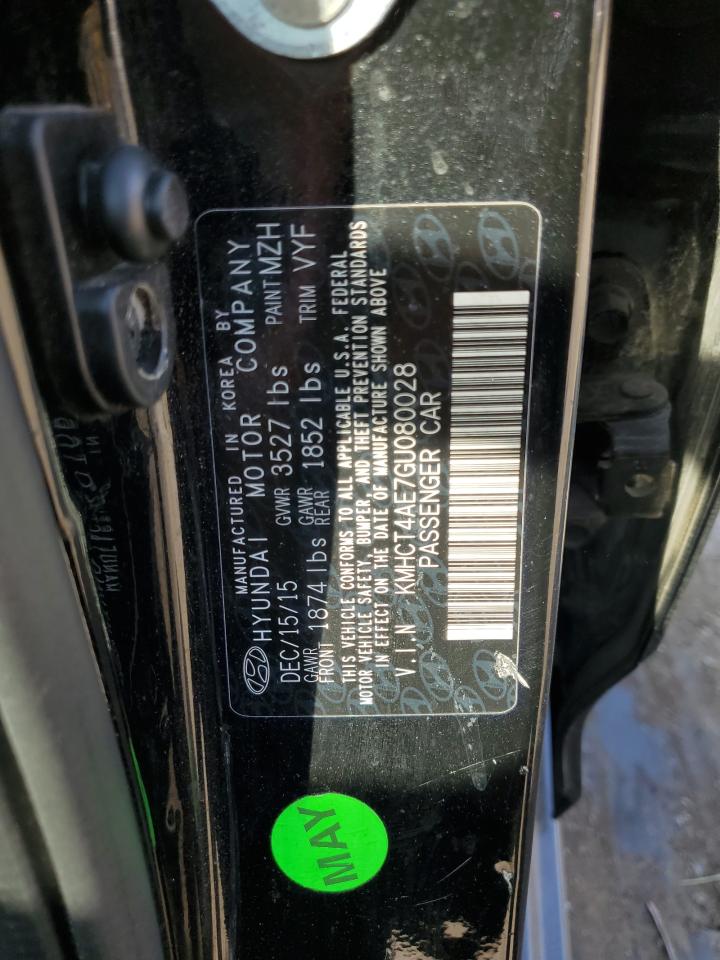 MANUFACTURED IN KOREA BY
HYUNDAI MOTOR COMPANY
DEC/15/15 GVWR 3527 lbs PAINT MZH
GAWR FRONT 1874 lbs GAWR REAR 1852 lbs TRIM VYF
THIS VEHICLE CONFORMS TO ALL APPLICABLE U.S.A. FEDERAL
MOTOR VEHICLE SAFETY, BUMPER, AND THEFT PREVENTION STANDARDS
IN EFFECT ON THE DATE OF MANUFACTURE SHOWN ABOVE
V.I.N KMHCT4AE7GU080028
PASSENGER CAR
MAY